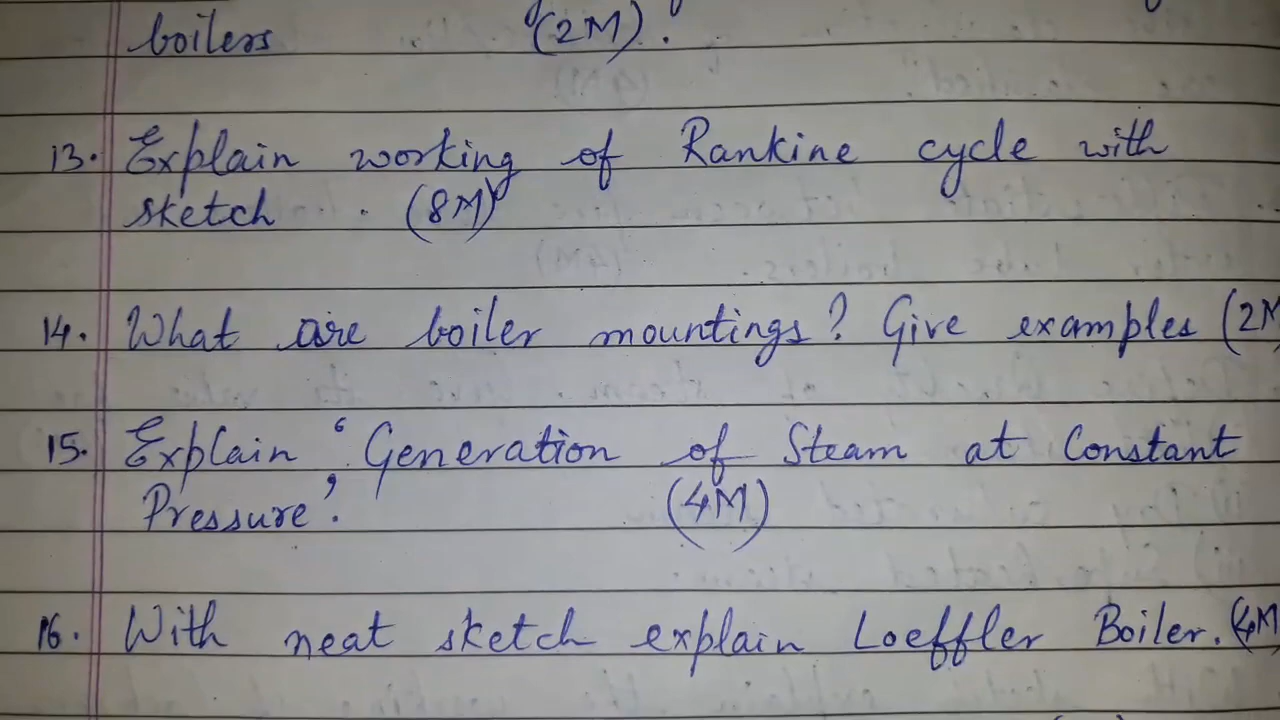 boilers (2M).
13. Explain working of Rankine cycle with
sketch. (8M)
14. What are boiler mountings? Give examples (2M
15. Explain 'Generation of Steam at Constant
Pressure'. (4M)
16. With neat sketch explain Loeffler Boiler. (4M